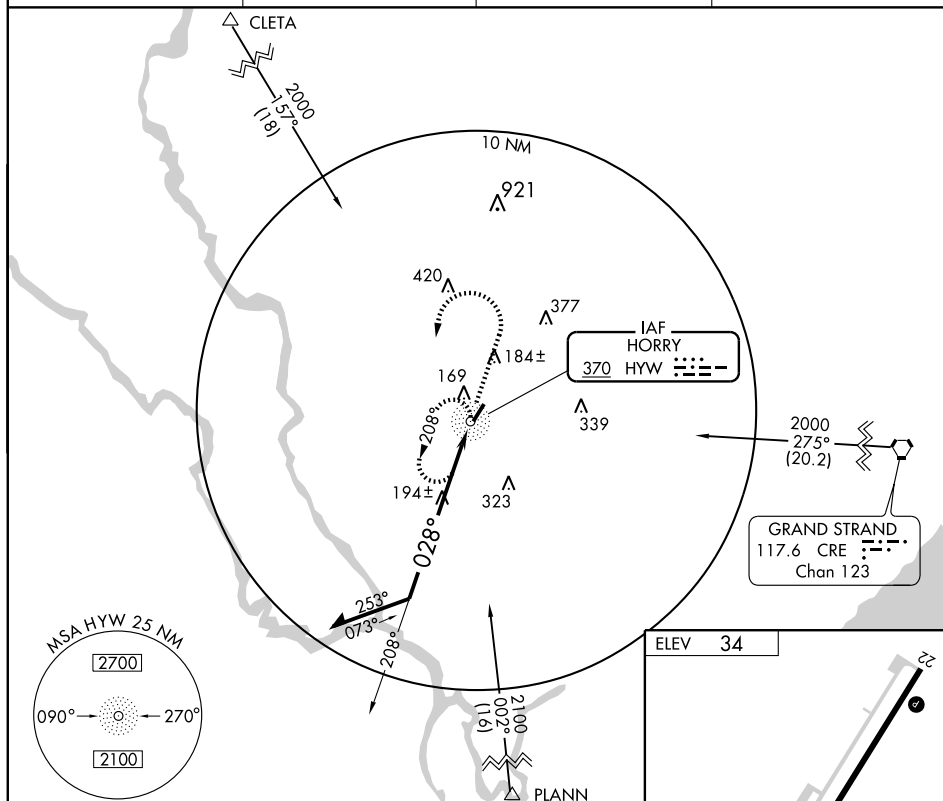 CLETA
2000
157°
(18)
10 NM
921
420
377
IAF
HORRY
370 HYW
184±
169
339
208°
2000
275°
(20.2)
194±
323
028°
GRAND STRAND
117.6 CRE
Chan 123
253°
073°
208°
MSA HYW 25 NM
2700
090°
270°
2100
2100
002°
(16)
PLANN
ELEV 34
22
P